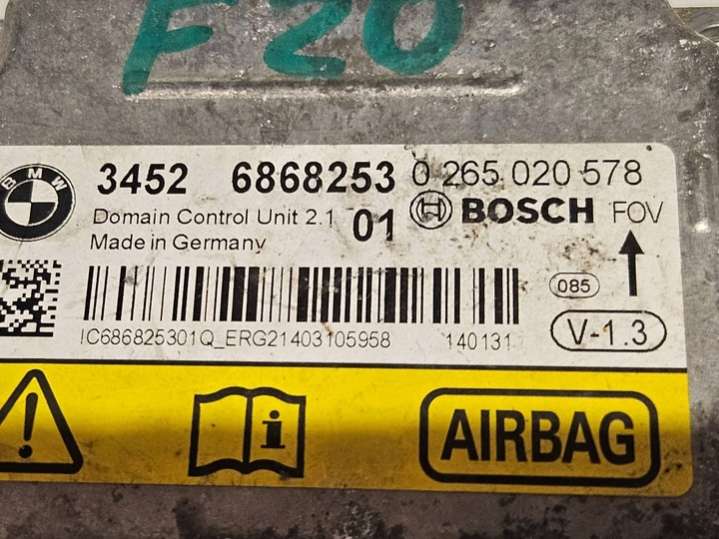 F20
BMW
3452 6868253 0 265 020 578
Domain Control Unit 2.1 01 BOSCH FOV
Made in Germany
085
V-1.3
IC686825301Q_ERG21403105958 140131
i AIRBAG